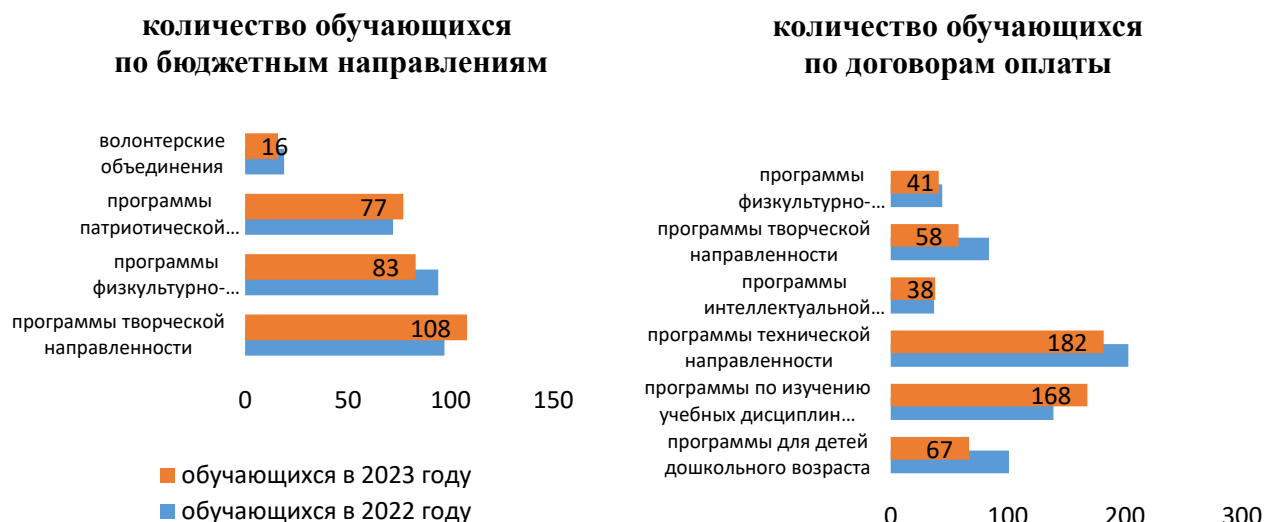 количество обучающихся
по бюджетным направлениям
волонтерские
объединения
16
программы
патриотической...
77
программы
физкультурно-...
83
программы творческой
направленности
108
0 50 100 150
обучающихся в 2023 году
обучающихся в 2022 году
количество обучающихся
по договорам оплаты
программы
физкультурно-...
41
программы творческой
направленности
58
программы
интеллектуальной...
38
программы технической
направленности
182
программы по изучению
учебных дисциплин...
168
программы для детей
дошкольного возраста
67
0 100 200 300